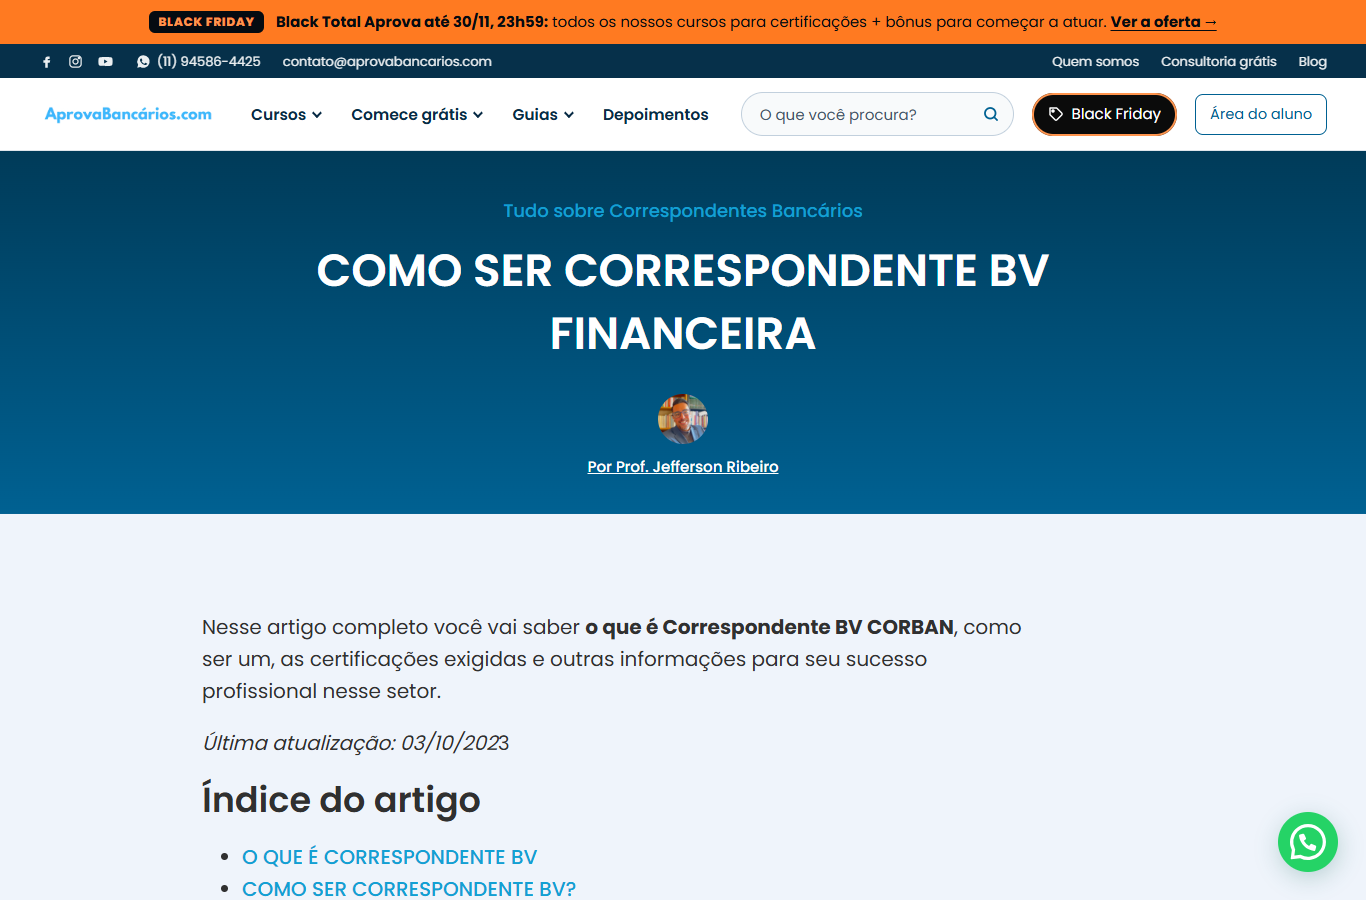 BLACK FRIDAY Black Total Aprova até 30/11, 23h59: todos os nossos cursos para certificações + bônus para começar a atuar. Ver a oferta →
(11) 94586-4425 contato@aprovabancarios.com Quem somos Consultoria grátis Blog
AprovaBancários.com Cursos Comece grátis Guias Depoimentos O que você procura? Black Friday Área do aluno
Tudo sobre Correspondentes Bancários
COMO SER CORRESPONDENTE BV
FINANCEIRA
Por Prof. Jefferson Ribeiro
Nesse artigo completo você vai saber o que é Correspondente BV CORBAN, como
ser um, as certificações exigidas e outras informações para seu sucesso
profissional nesse setor.
Última atualização: 03/10/2023
Índice do artigo
• O QUE É CORRESPONDENTE BV
• COMO SER CORRESPONDENTE BV?